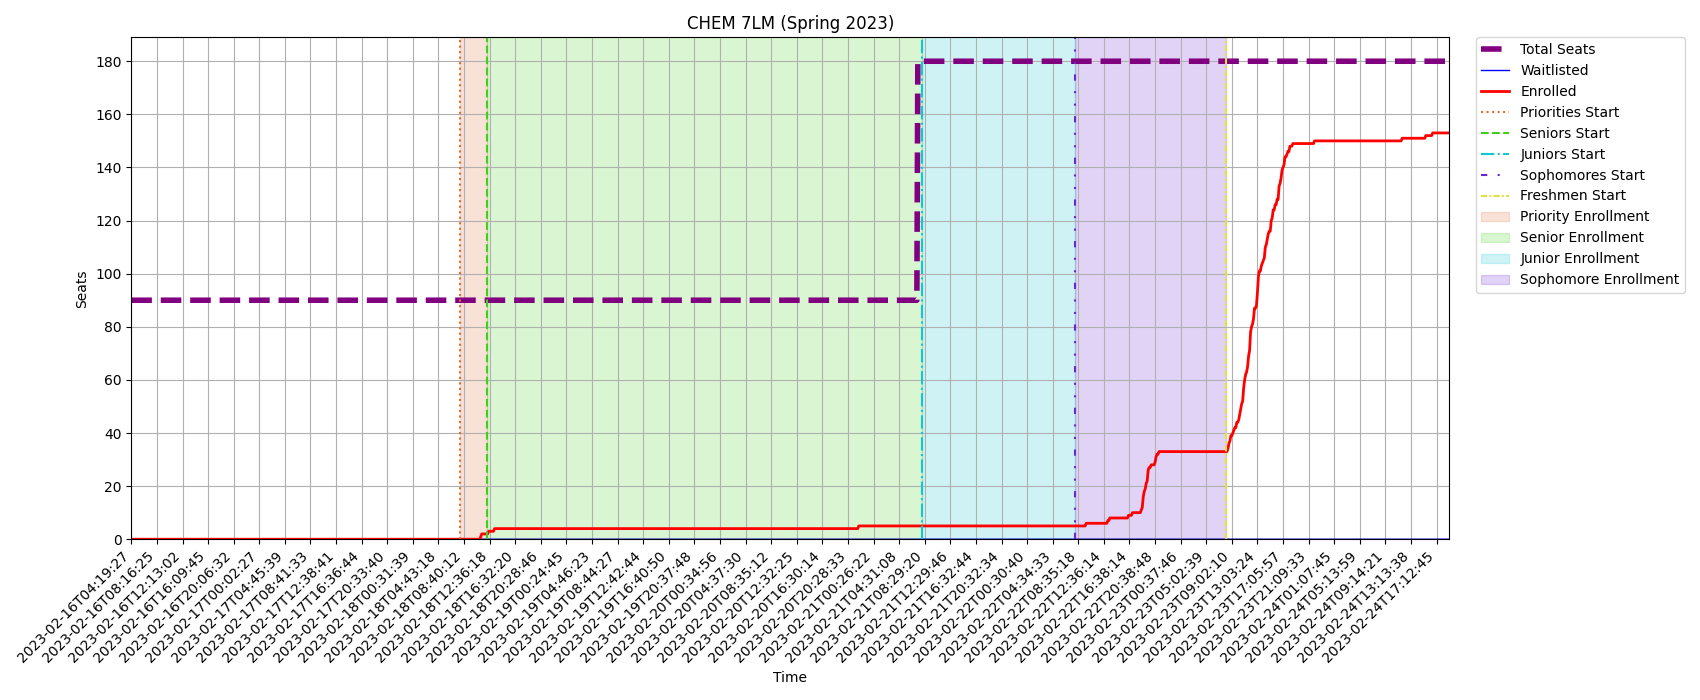 CHEM 7LM (Spring 2023)
Seats
180
160
140
120
100
80
60
40
20
0
2023-02-16T04:19:27
2023-02-16T08:16:25
2023-02-16T12:13:02
2023-02-16T16:09:45
2023-02-16T20:06:32
2023-02-17T00:02:27
2023-02-17T04:45:39
2023-02-17T08:41:33
2023-02-17T12:38:41
2023-02-17T16:36:44
2023-02-17T20:33:40
2023-02-18T00:31:39
2023-02-18T04:43:18
2023-02-18T08:40:12
2023-02-18T12:36:18
2023-02-18T16:32:20
2023-02-18T20:28:46
2023-02-19T00:24:45
2023-02-19T04:46:23
2023-02-19T08:44:27
2023-02-19T12:42:44
2023-02-19T16:40:50
2023-02-19T20:37:48
2023-02-20T00:34:56
2023-02-20T04:37:30
2023-02-20T08:35:12
2023-02-20T12:32:25
2023-02-20T16:30:14
2023-02-20T20:28:33
2023-02-21T00:26:22
2023-02-21T04:31:08
2023-02-21T08:29:20
2023-02-21T12:29:46
2023-02-21T16:32:44
2023-02-21T20:32:34
2023-02-22T00:30:40
2023-02-22T04:34:33
2023-02-22T08:35:18
2023-02-22T12:36:14
2023-02-22T16:38:14
2023-02-22T20:38:48
2023-02-23T00:37:46
2023-02-23T05:02:39
2023-02-23T09:02:10
2023-02-23T13:03:24
2023-02-23T17:05:57
2023-02-23T21:09:33
2023-02-24T01:07:45
2023-02-24T05:13:59
2023-02-24T09:14:21
2023-02-24T13:13:38
2023-02-24T17:12:45
Time
Total Seats
Waitlisted
Enrolled
Priorities Start
Seniors Start
Juniors Start
Sophomores Start
Freshmen Start
Priority Enrollment
Senior Enrollment
Junior Enrollment
Sophomore Enrollment